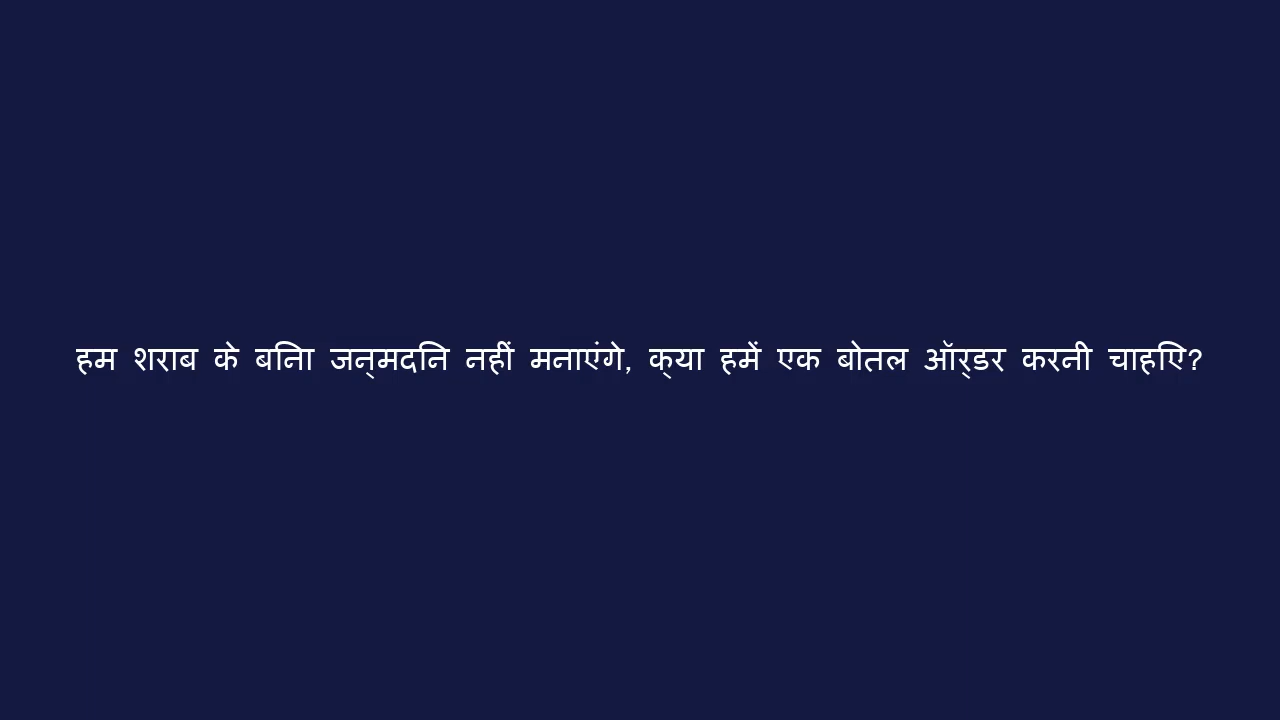 हम शराब के बिना जन्मदिन नहीं मनाएंगे, क्या हमें एक बोतल ऑर्डर करनी चाहिए?